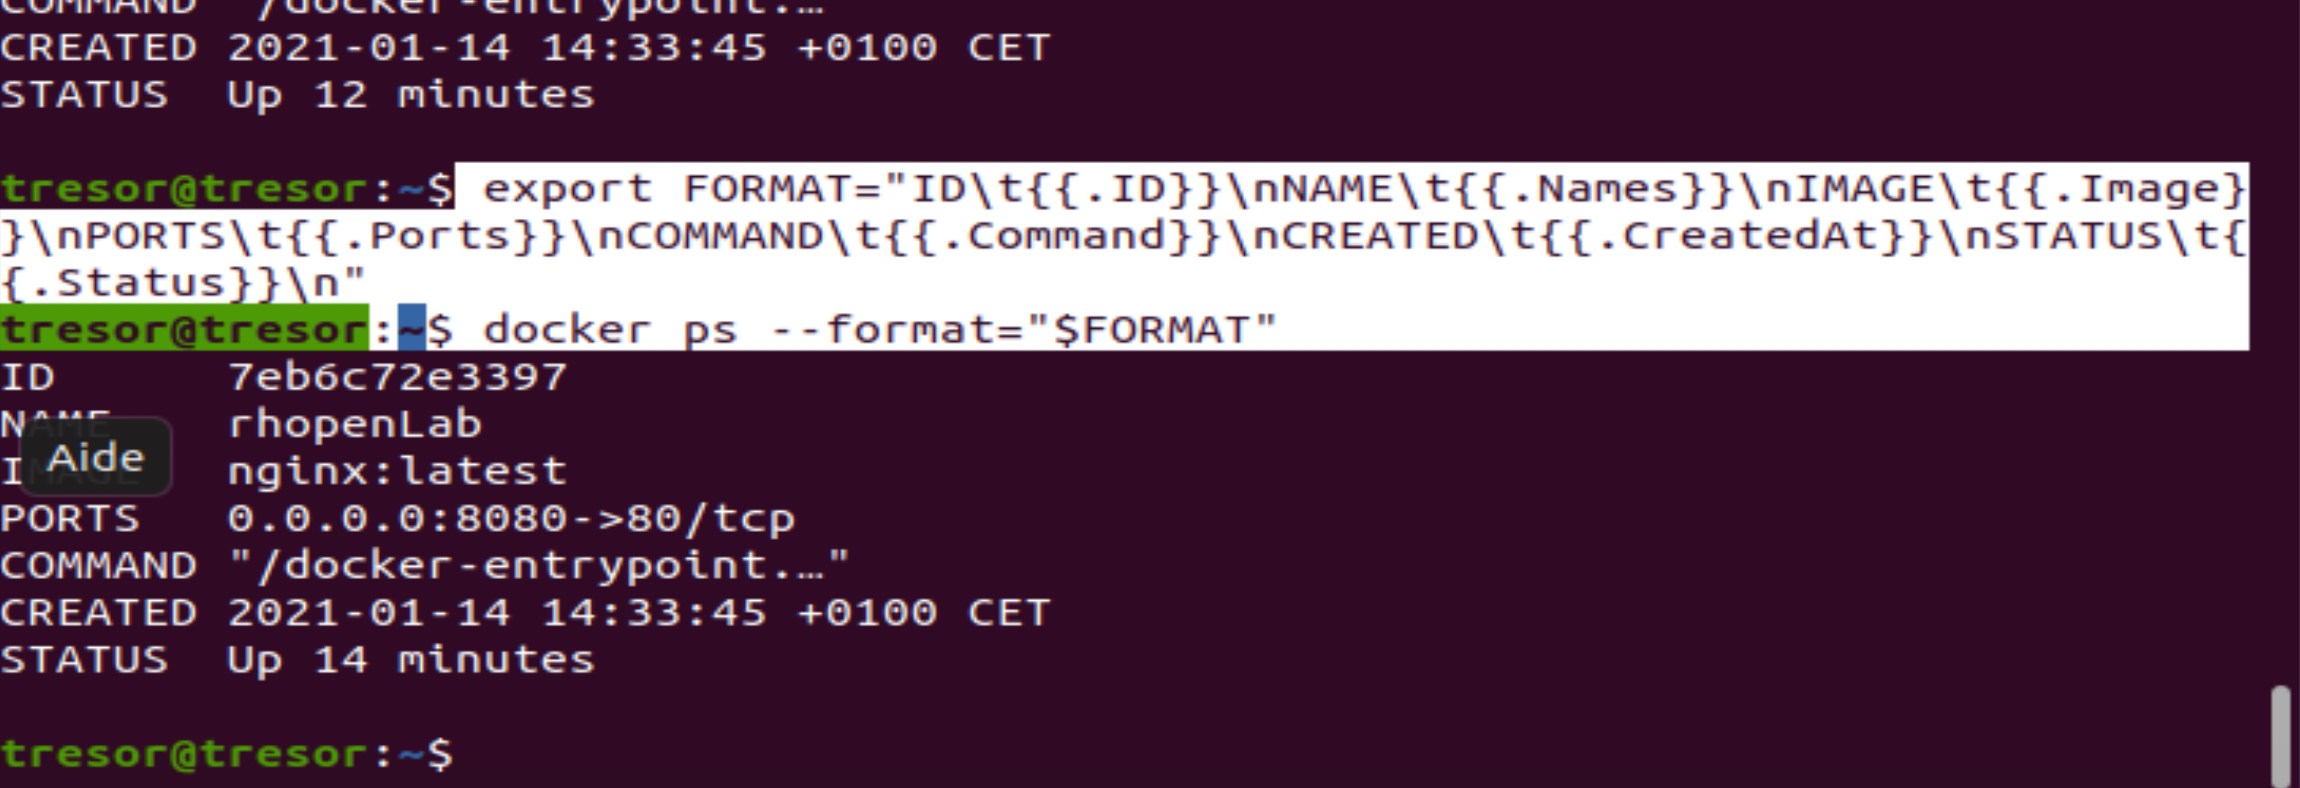 COMMAND "/docker-entrypoint.…
CREATED 2021-01-14 14:33:45 +0100 CET
STATUS  Up 12 minutes
tresor@tresor:~$ export FORMAT="ID\t{{.ID}}\nNAME\t{{.Names}}\nIMAGE\t{{.Image}
}\nPORTS\t{{.Ports}}\nCOMMAND\t{{.Command}}\nCREATED\t{{.CreatedAt}}\nSTATUS\t{
{.Status}}\n"
tresor@tresor:~$ docker ps --format="$FORMAT"
ID      7eb6c72e3397
NAME    rhopenLab
Aide
IMAGE   nginx:latest
PORTS   0.0.0.0:8080->80/tcp
COMMAND "/docker-entrypoint.…"
CREATED 2021-01-14 14:33:45 +0100 CET
STATUS  Up 14 minutes
tresor@tresor:~$